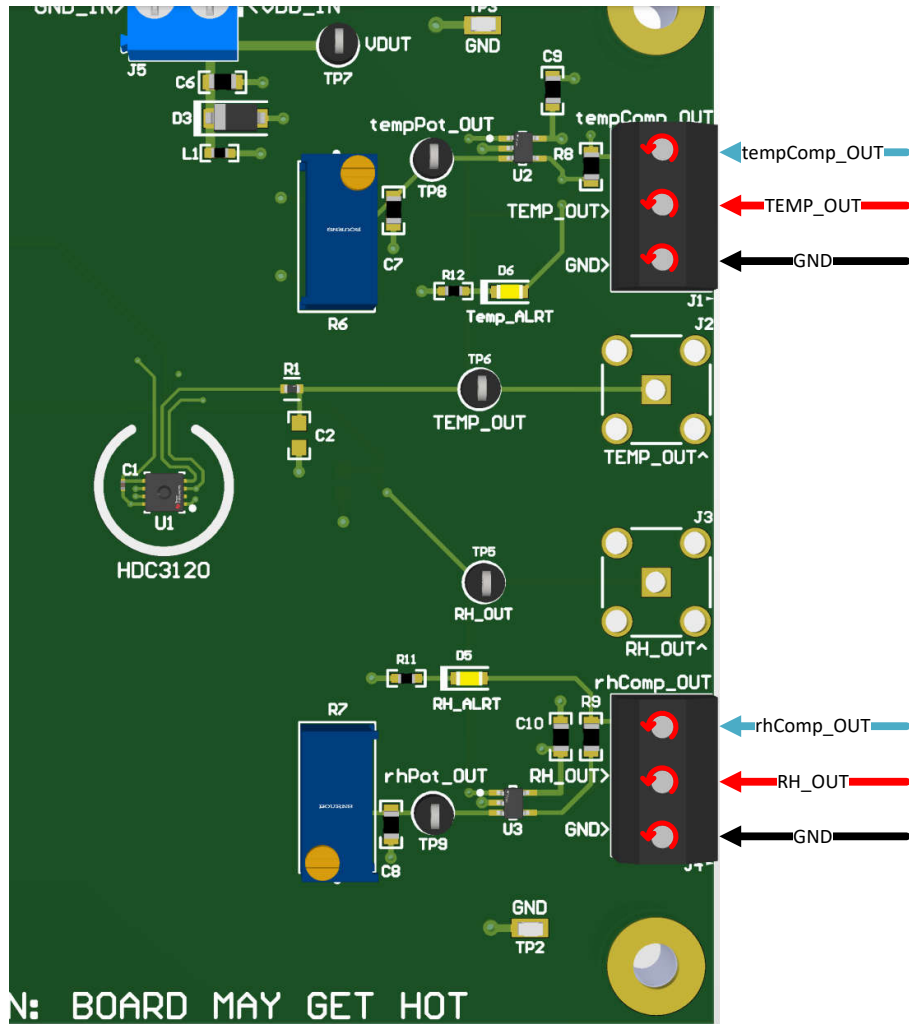 GND_IN>
<VDD_IN
TP3
GND
VDUT
J5
TP7
C6
C9
D3
tempPot_OUT
tempComp_OUT
tempComp_OUT
L1
R8
U2
TP8
TEMP_OUT>
TEMP_OUT
BOURNS
C7
GND>
GND
R12
D6
J1
R6
Temp_ALRT
J2
TP6
R1
TEMP_OUT
C2
TEMP_OUT^
C1
U1
J3
TP5
HDC3120
RH_OUT
RH_OUT^
R11
D5
rhComp_OUT
RH_ALRT
R7
C10
R9
rhComp_OUT
rhPot_OUT
RH_OUT>
RH_OUT
BOURNS
U3
GND>
GND
TP9
C8
J4
GND
TP2
N: BOARD MAY GET HOT